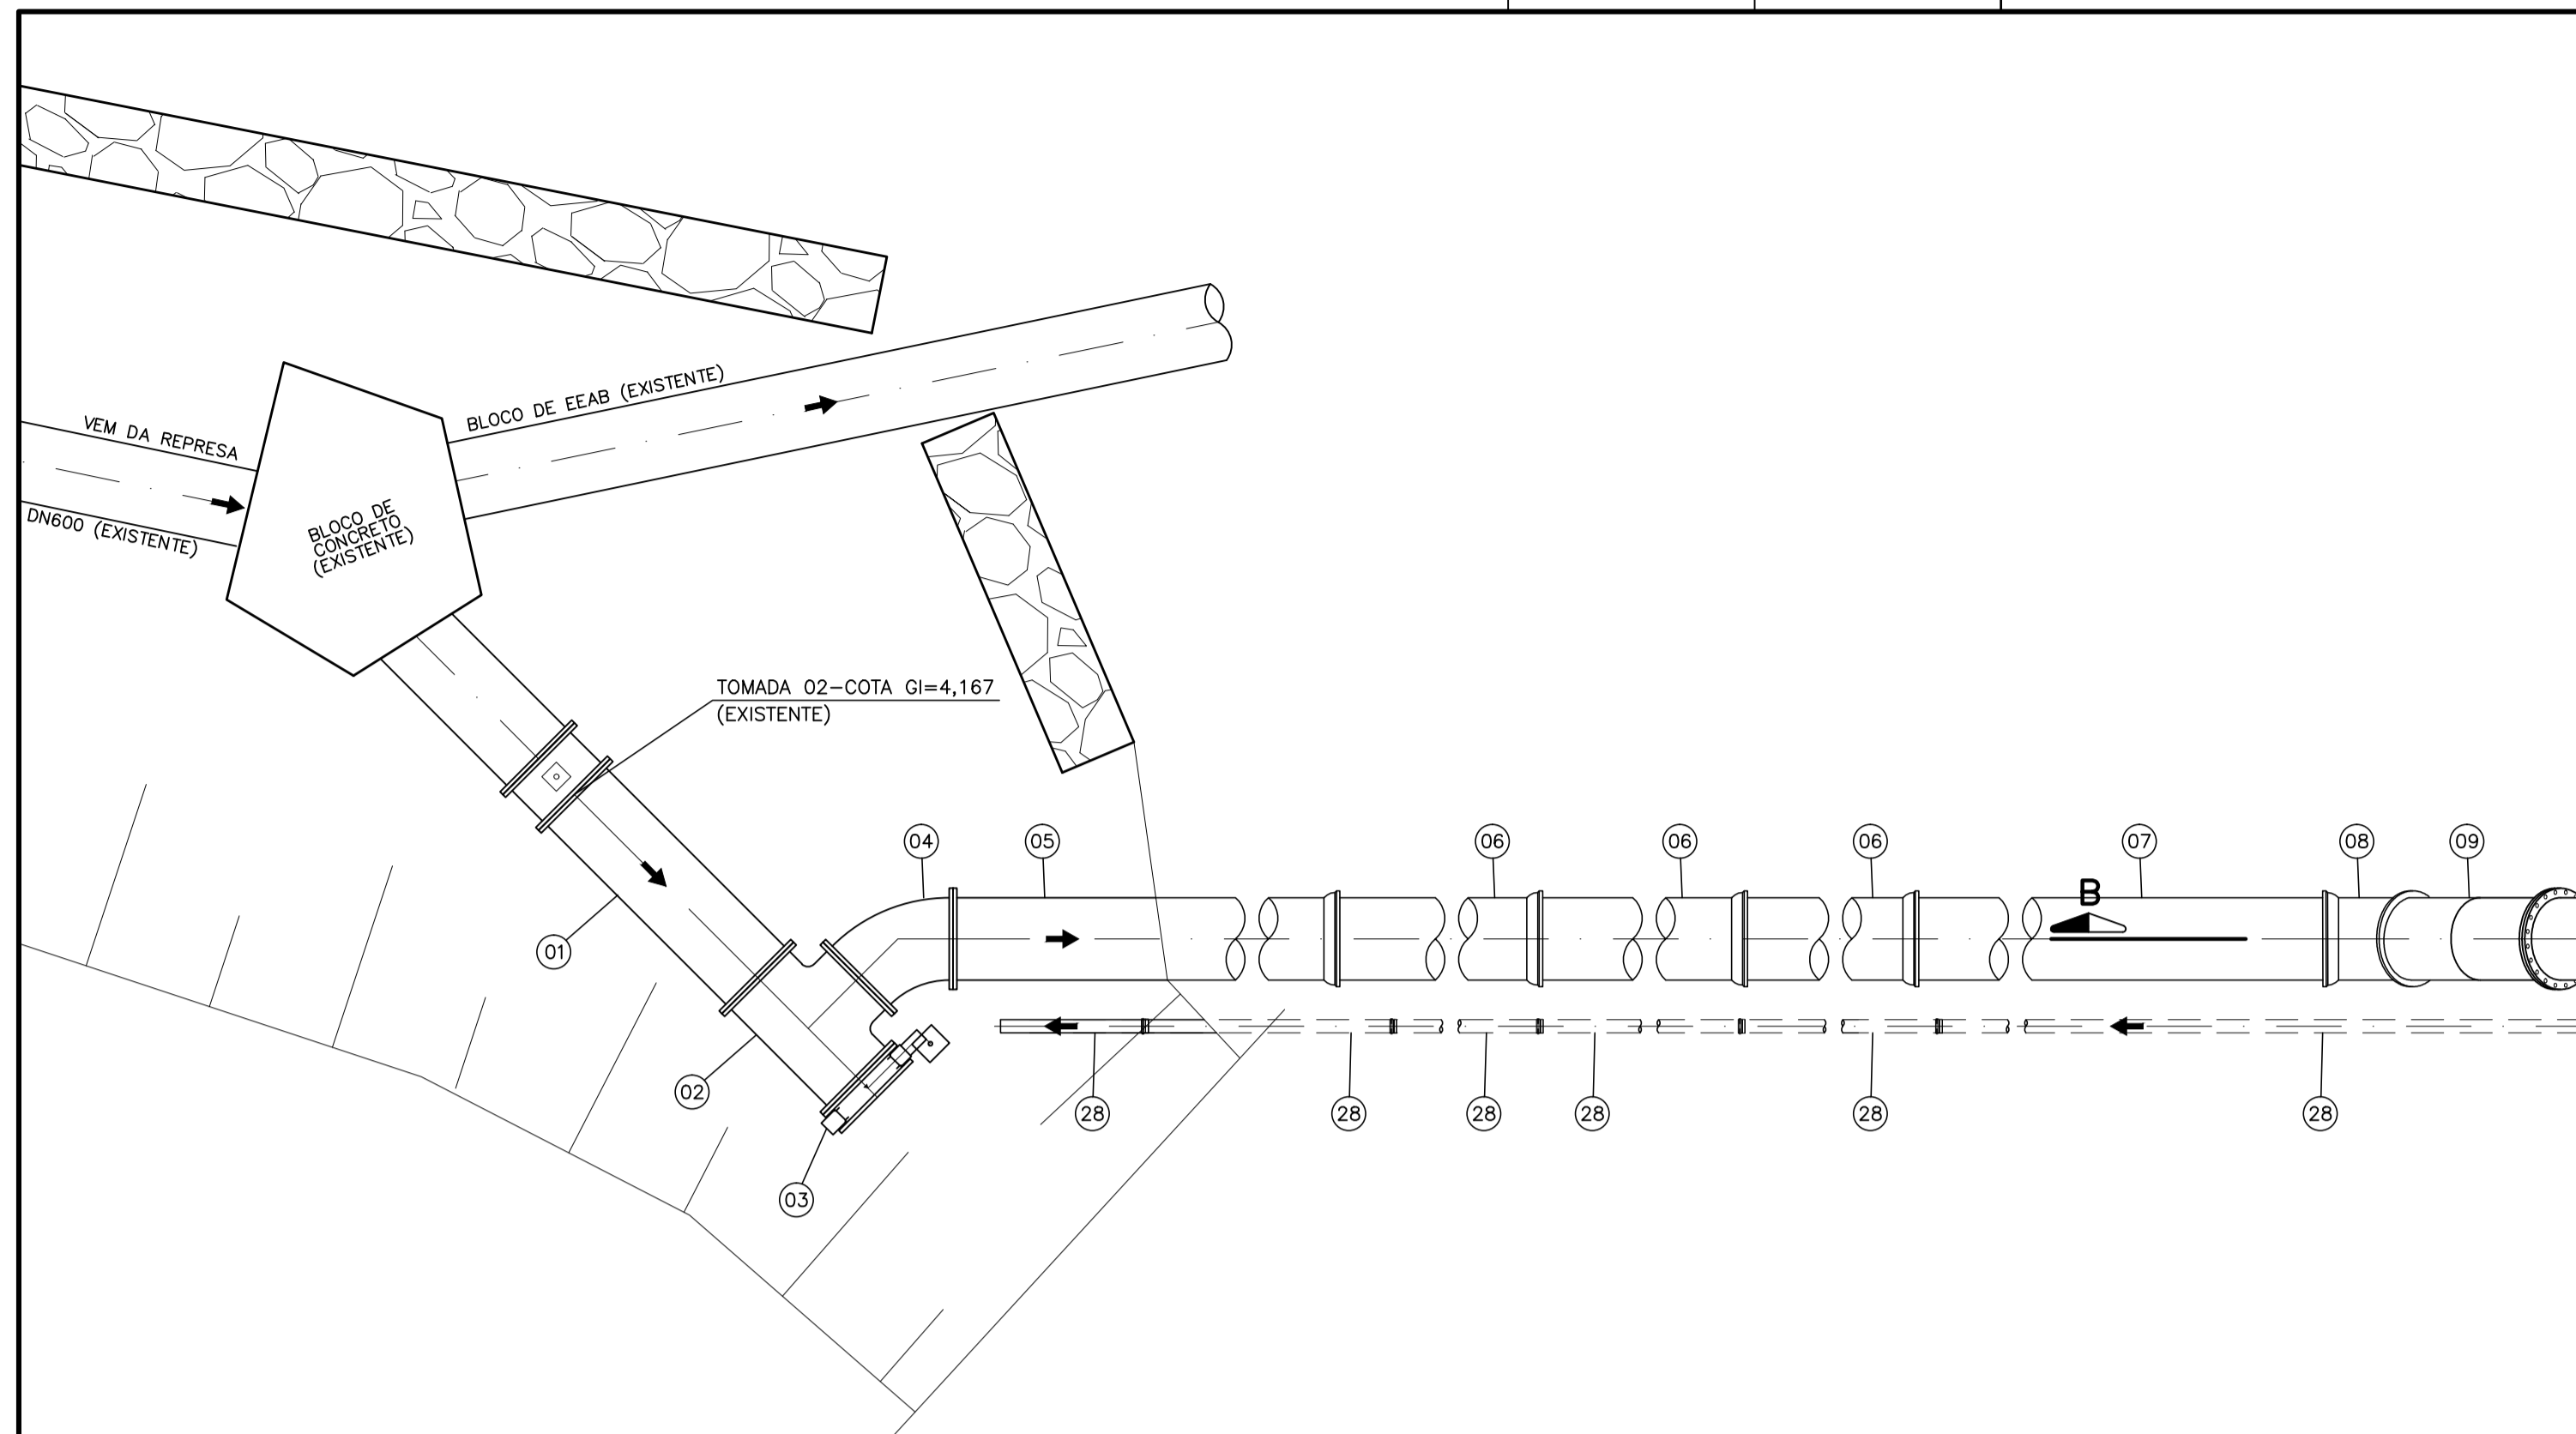 BLOCO DE EEAB (EXISTENTE)
VEM DA REPRESA
DN600 (EXISTENTE)
BLOCO DE
CONCRETO
(EXISTENTE)
TOMADA 02-COTA GI=4,167
(EXISTENTE)
04
05
06
06
06
07
08
09
B
01
02
03
28
28
28
28
28
28